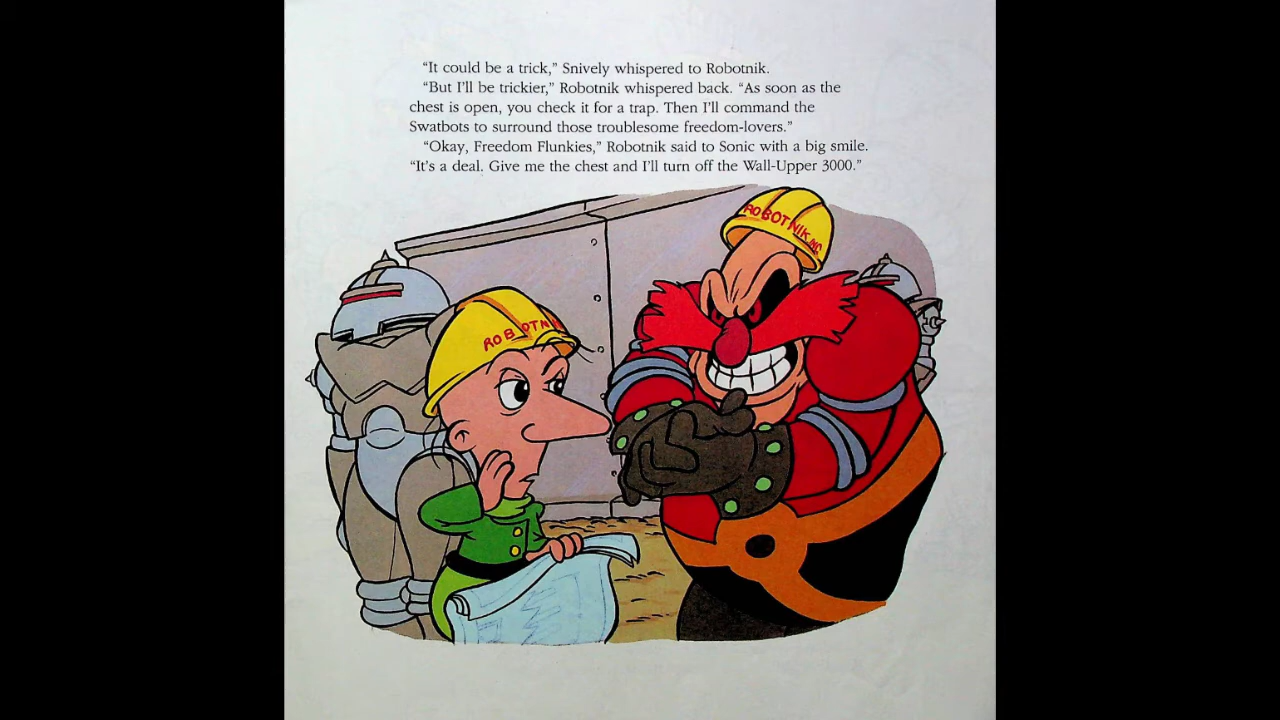 “It could be a trick,” Snively whispered to Robotnik.
“But I’ll be trickier,” Robotnik whispered back. “As soon as the
chest is open, you check it for a trap. Then I’ll command the
Swatbots to surround those troublesome freedom-lovers.”
“Okay, Freedom Flunkies,” Robotnik said to Sonic with a big smile.
“It’s a deal. Give me the chest and I’ll turn off the Wall-Upper 3000.”
ROBOTNIK INC
ROBOTN